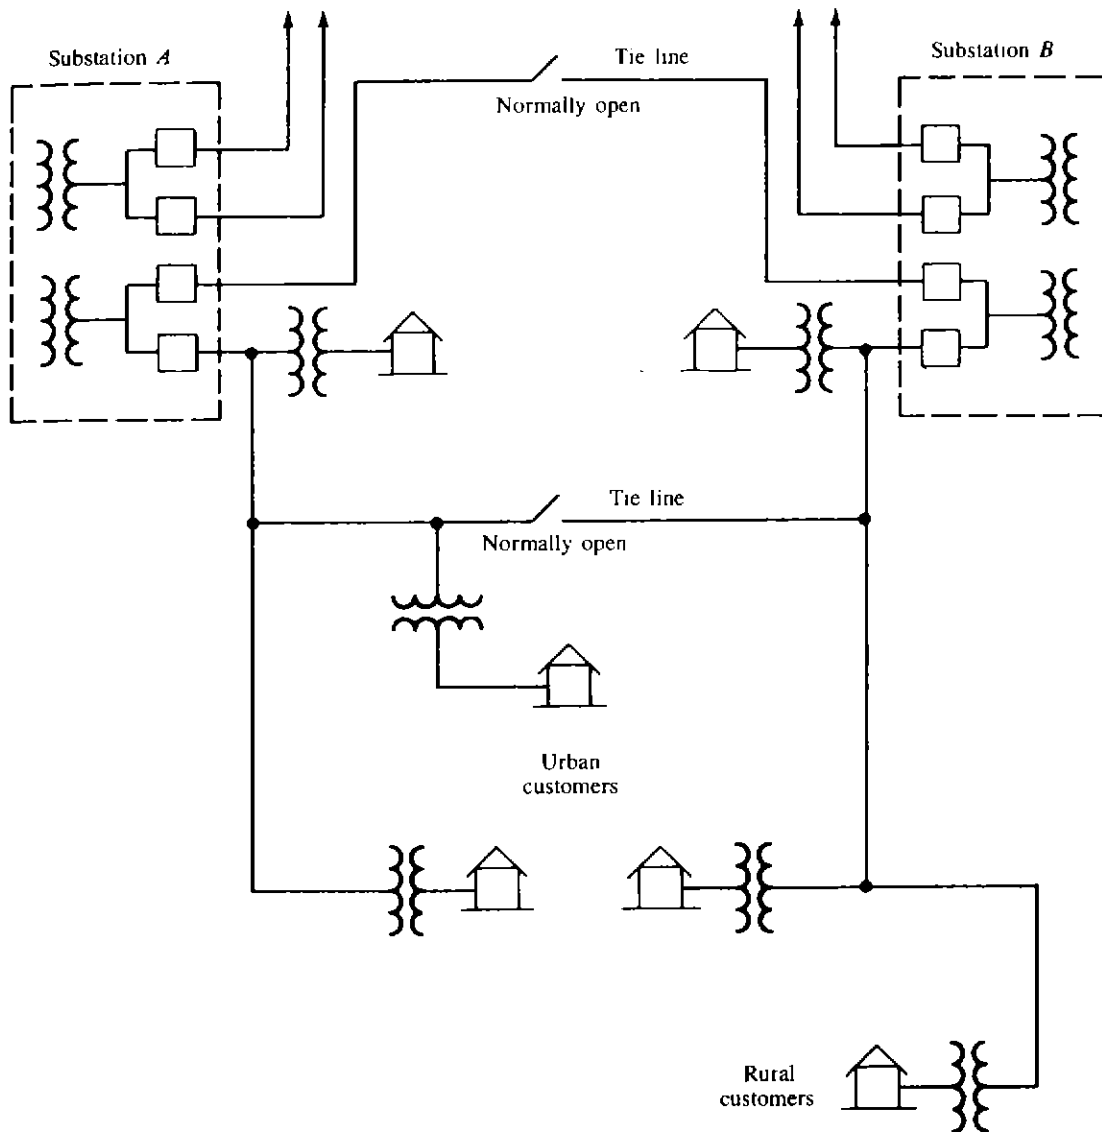 Substation A
Tie line
Normally open
Substation B
Tie line
Normally open
Urban
customers
Rural
customers